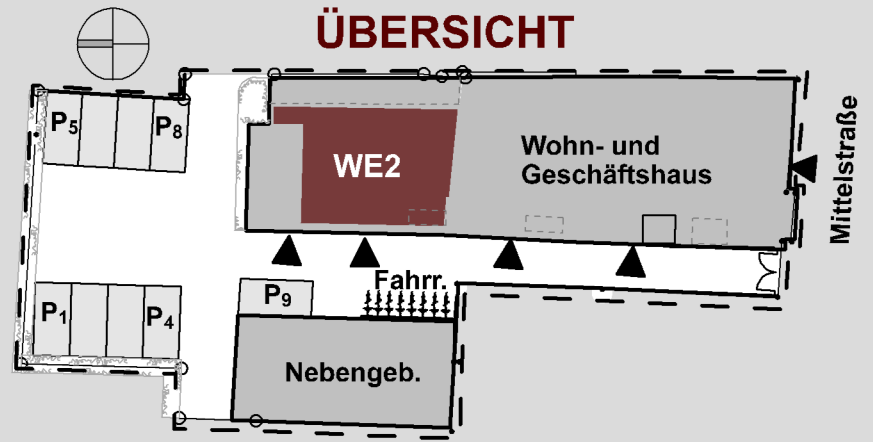 ÜBERSICHT
P5
P8
WE2
Wohn- und
Geschäftshaus
Mittelstraße
P1
P4
P9
Fahrr.
Nebengeb.